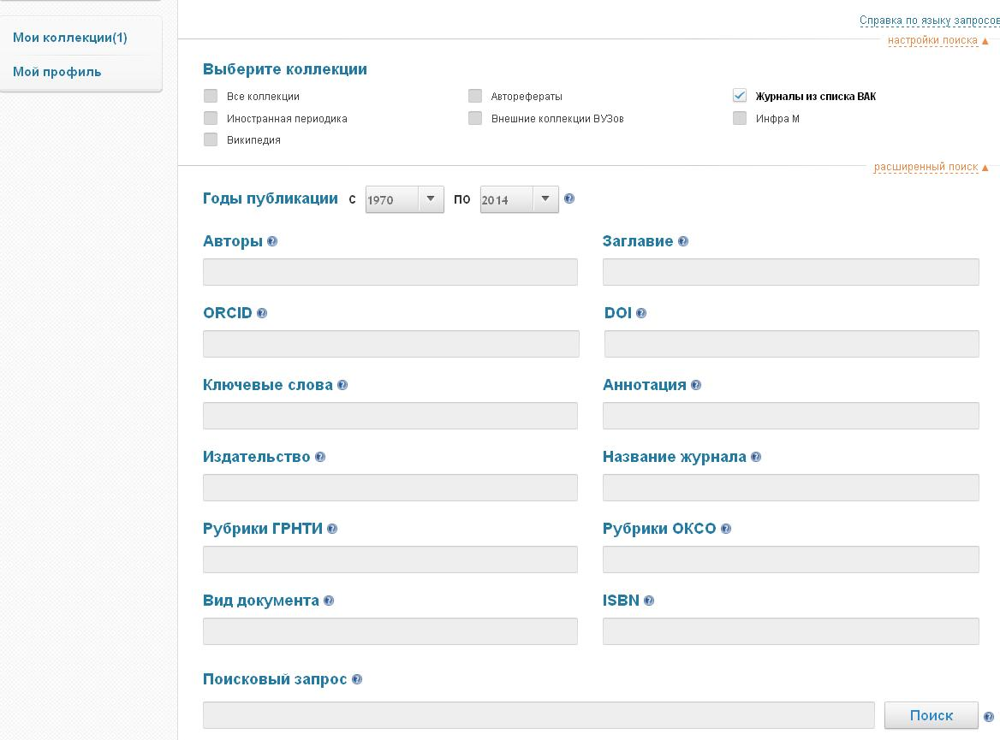 Мои коллекции(1)
Мой профиль
Справка по языку запросов
настройки поиска ▲
Выберите коллекции
Все коллекции
Авторефераты
Журналы из списка ВАК
Иностранная периодика
Внешние коллекции ВУЗов
Инфра М
Википедия
расширенный поиск ▲
Годы публикации с 1970 по 2014
Авторы
Заглавие
ORCID
DOI
Ключевые слова
Аннотация
Издательство
Название журнала
Рубрики ГРНТИ
Рубрики ОКСО
Вид документа
ISBN
Поисковый запрос
Поиск